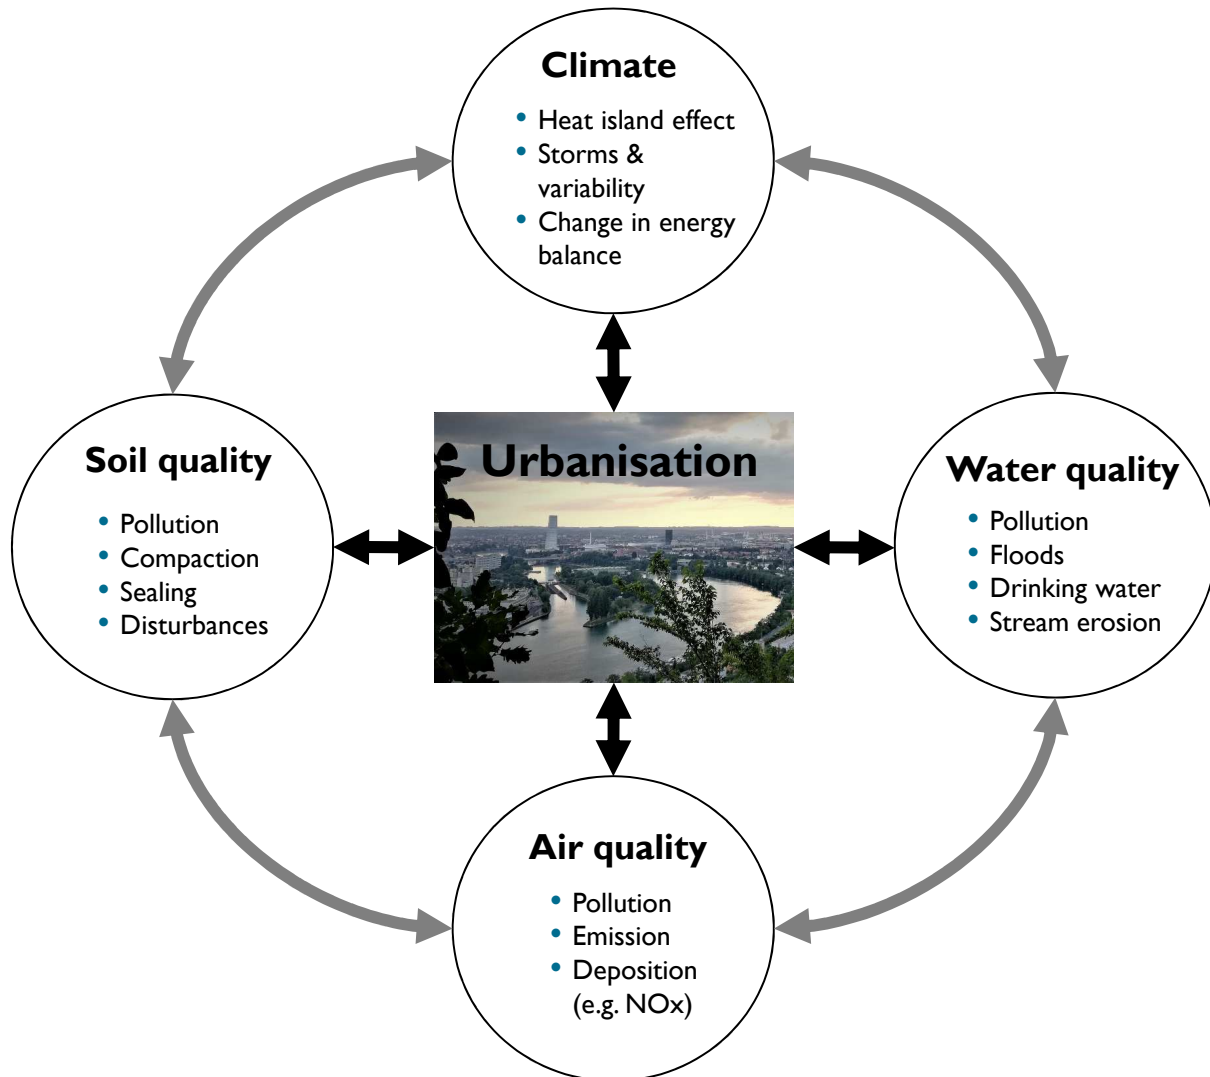 Climate
• Heat island effect
• Storms &
variability
• Change in energy
balance
Soil quality
• Pollution
• Compaction
• Sealing
• Disturbances
Urbanisation
Water quality
• Pollution
• Floods
• Drinking water
• Stream erosion
Air quality
• Pollution
• Emission
• Deposition
(e.g. NOx)